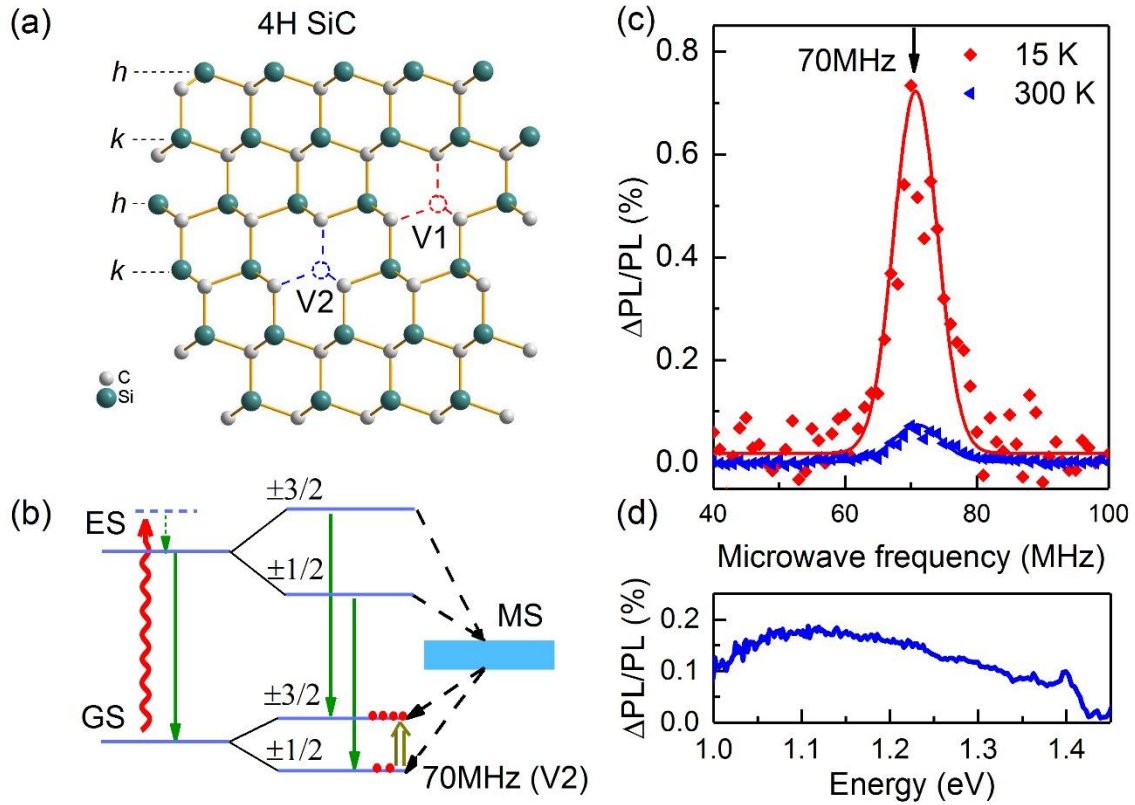 (a)
4H SiC
h
k
h
k
V1
V2
C
Si
(b)
ES
GS
±3/2
±1/2
±3/2
±1/2
MS
70MHz (V2)
(c)
70MHz
15 K
300 K
ΔPL/PL (%)
0.8
0.6
0.4
0.2
0.0
40 60 80 100
Microwave frequency (MHz)
(d)
ΔPL/PL (%)
0.2
0.1
0.0
1.0 1.1 1.2 1.3 1.4
Energy (eV)